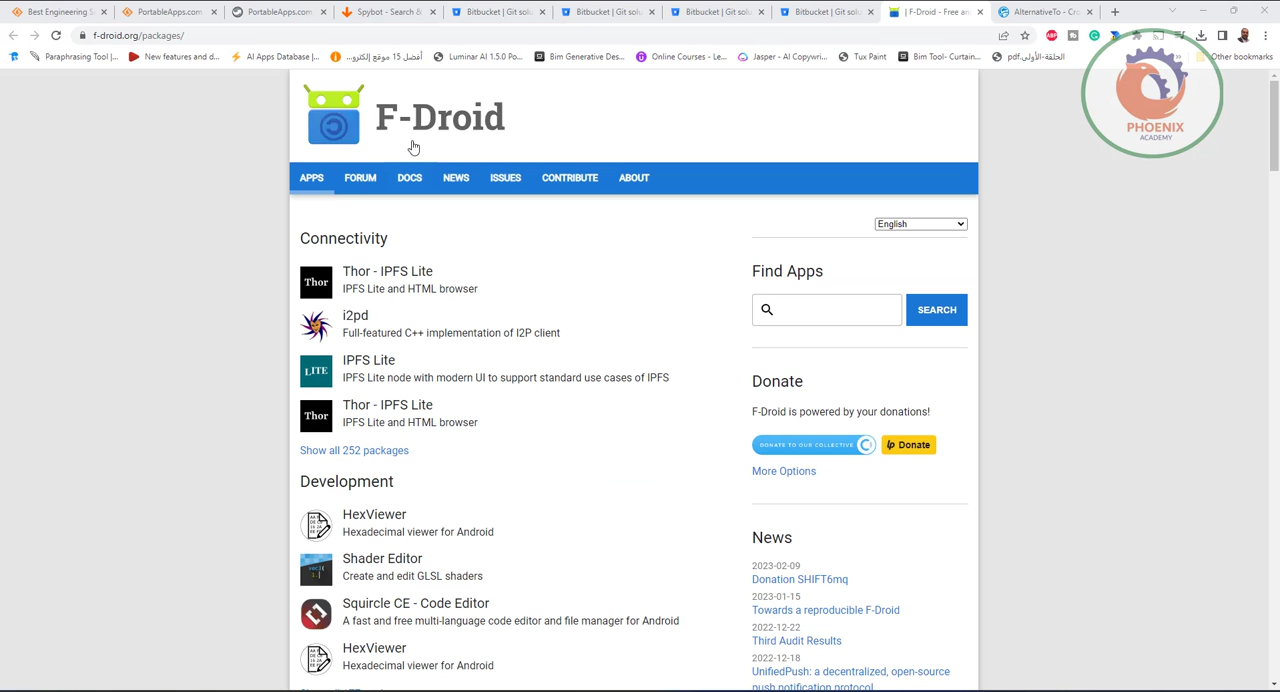 Best Engineering S
PortableApps.com
PortableApps.com
Spybot - Search &
Bitbucket | Git solu
Bitbucket | Git solu
Bitbucket | Git solu
Bitbucket | Git solu
| F-Droid - Free an
AlternativeTo - Cro
f-droid.org/packages/
Paraphrasing Tool |...
New features and d...
AI Apps Database |...
أفضل 15 موقع إلكترو...
Luminar AI 1.5.0 Po...
Bim Generative Des...
Online Courses - Le...
Jasper - AI Copywri...
Tux Paint
Bim Tool- Curtain...
الحلقة-الأولى.pdf
Other bookmarks
PHOENIX
ACADEMY
F-Droid
APPS FORUM DOCS NEWS ISSUES CONTRIBUTE ABOUT
English
Connectivity
Thor
Thor - IPFS Lite
IPFS Lite and HTML browser
i2pd
Full-featured C++ implementation of I2P client
LITE
IPFS Lite
IPFS Lite node with modern UI to support standard use cases of IPFS
Thor
Thor - IPFS Lite
IPFS Lite and HTML browser
Show all 252 packages
Development
HexViewer
Hexadecimal viewer for Android
Shader Editor
Create and edit GLSL shaders
Squircle CE - Code Editor
A fast and free multi-language code editor and file manager for Android
HexViewer
Hexadecimal viewer for Android
Find Apps
SEARCH
Donate
F-Droid is powered by your donations!
DONATE TO OUR COLLECTIVE
Donate
More Options
News
2023-02-09
Donation SHIFT6mq
2023-01-15
Towards a reproducible F-Droid
2022-12-22
Third Audit Results
2022-12-18
UnifiedPush: a decentralized, open-source
push notification protocol